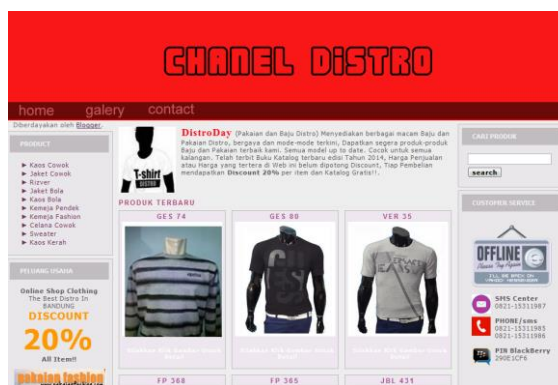 CHANEL DiSTRO
home galery contact
Diberdayakan oleh Blogger.
PRODUCT
► Kaos Cowok
► Jaket Cowok
► Rizver
► Jaket Bola
► Kaos Bola
► Kemeja Pendek
► Kemeja Fashion
► Celana Cowok
► Sweater
► Kaos Kerah
PELUANG USAHA
Online Shop Clothing
The Best Distro In
BANDUNG
DISCOUNT
20%
All Item!!
pakaian fashion
T-shirt
DISTRO
DistroDay (Pakaian dan Baju Distro) Menyediakan berbagai macam Baju dan
Pakaian Distro, bergaya dan mode-mode terkini, Dapatkan segera produk-produk
Baju dan Pakaian terbaik kami. Semua model up to date. Cocok untuk semua
kalangan. Telah terbit Buku Katalog terbaru edisi Tahun 2014, Harga Penjualan
atau Harga yang tertera di Web ini belum dipotong Discount, Tiap Pembelian
mendapatkan Discount 20% per item dan Katalog Gratis!!.
PRODUK TERBARU
GES 74
GES 80
VER 35
FP 368
FP 365
JBL 431
CARI PRODUK
search
CUSTOMER SERVICE
OFFLINE
SMS Center
0821-15311987
PHONE/sms
0821-15311985
0821-15311986
PIN BlackBerry
290E1CF6